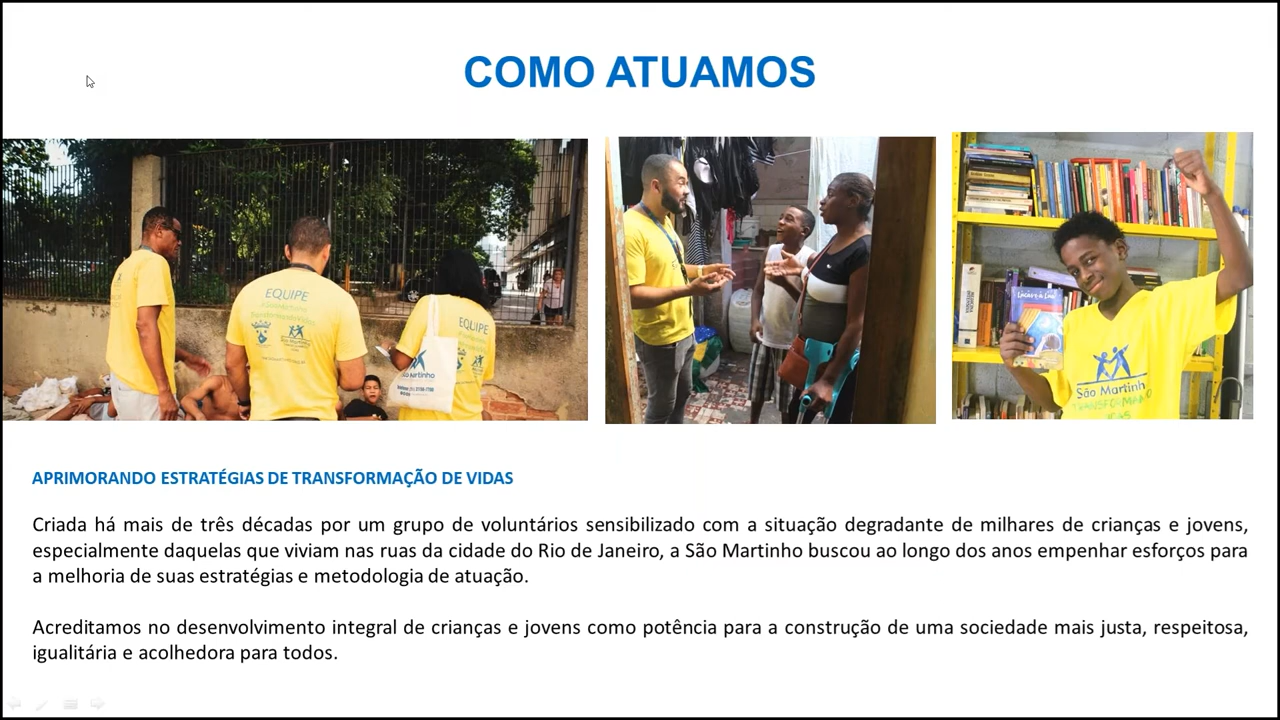 COMO ATUAMOS
EQUIPE
São Martinho
EQUIPE
São Martinho
São Martinho
APRIMORANDO ESTRATÉGIAS DE TRANSFORMAÇÃO DE VIDAS
Criada há mais de três décadas por um grupo de voluntários sensibilizado com a situação degradante de milhares de crianças e jovens,
especialmente daquelas que viviam nas ruas da cidade do Rio de Janeiro, a São Martinho buscou ao longo dos anos empenhar esforços para
a melhoria de suas estratégias e metodologia de atuação.
Acreditamos no desenvolvimento integral de crianças e jovens como potência para a construção de uma sociedade mais justa, respeitosa,
igualitária e acolhedora para todos.